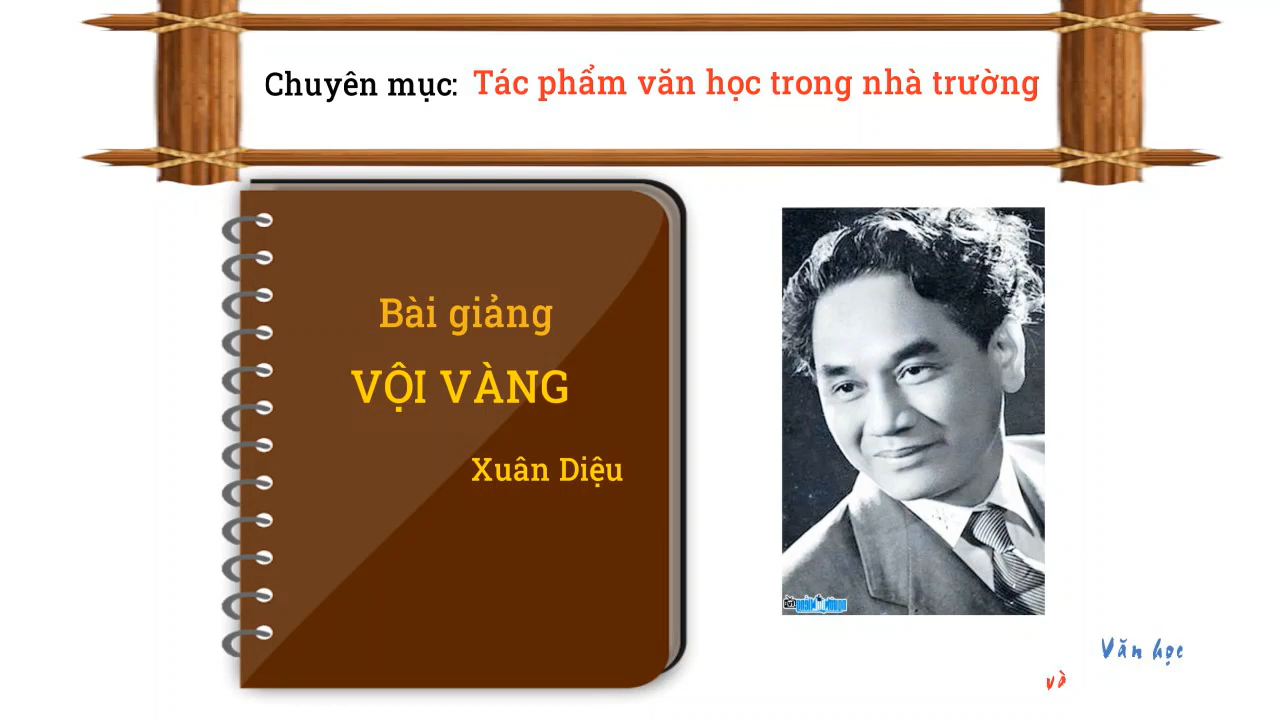 Chuyên mục: Tác phẩm văn học trong nhà trường
Bài giảng
VỘI VÀNG
Xuân Diệu
Văn học
và